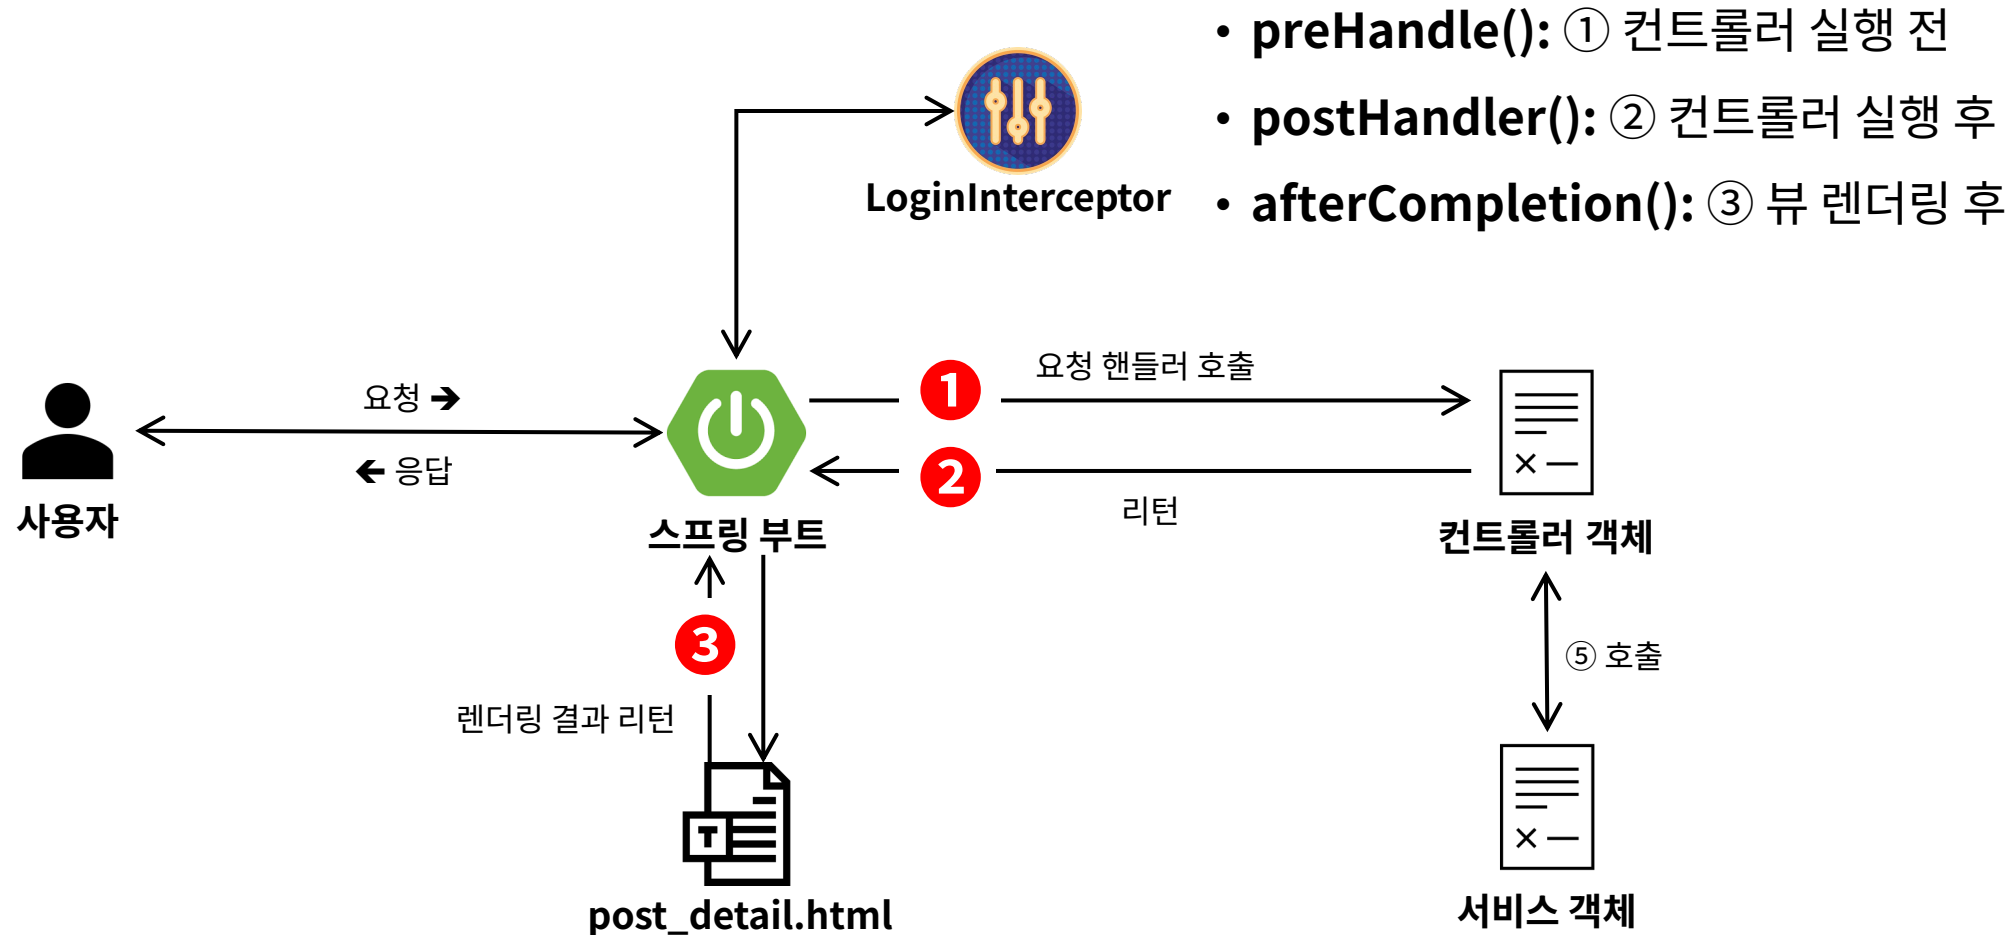 • preHandle(): ① 컨트롤러 실행 전
• postHandler(): ② 컨트롤러 실행 후
• afterCompletion(): ③ 뷰 렌더링 후
LoginInterceptor
요청 →
← 응답
사용자
스프링 부트
1
요청 핸들러 호출
2
리턴
컨트롤러 객체
3
렌더링 결과 리턴
⑤ 호출
T
post_detail.html
서비스 객체